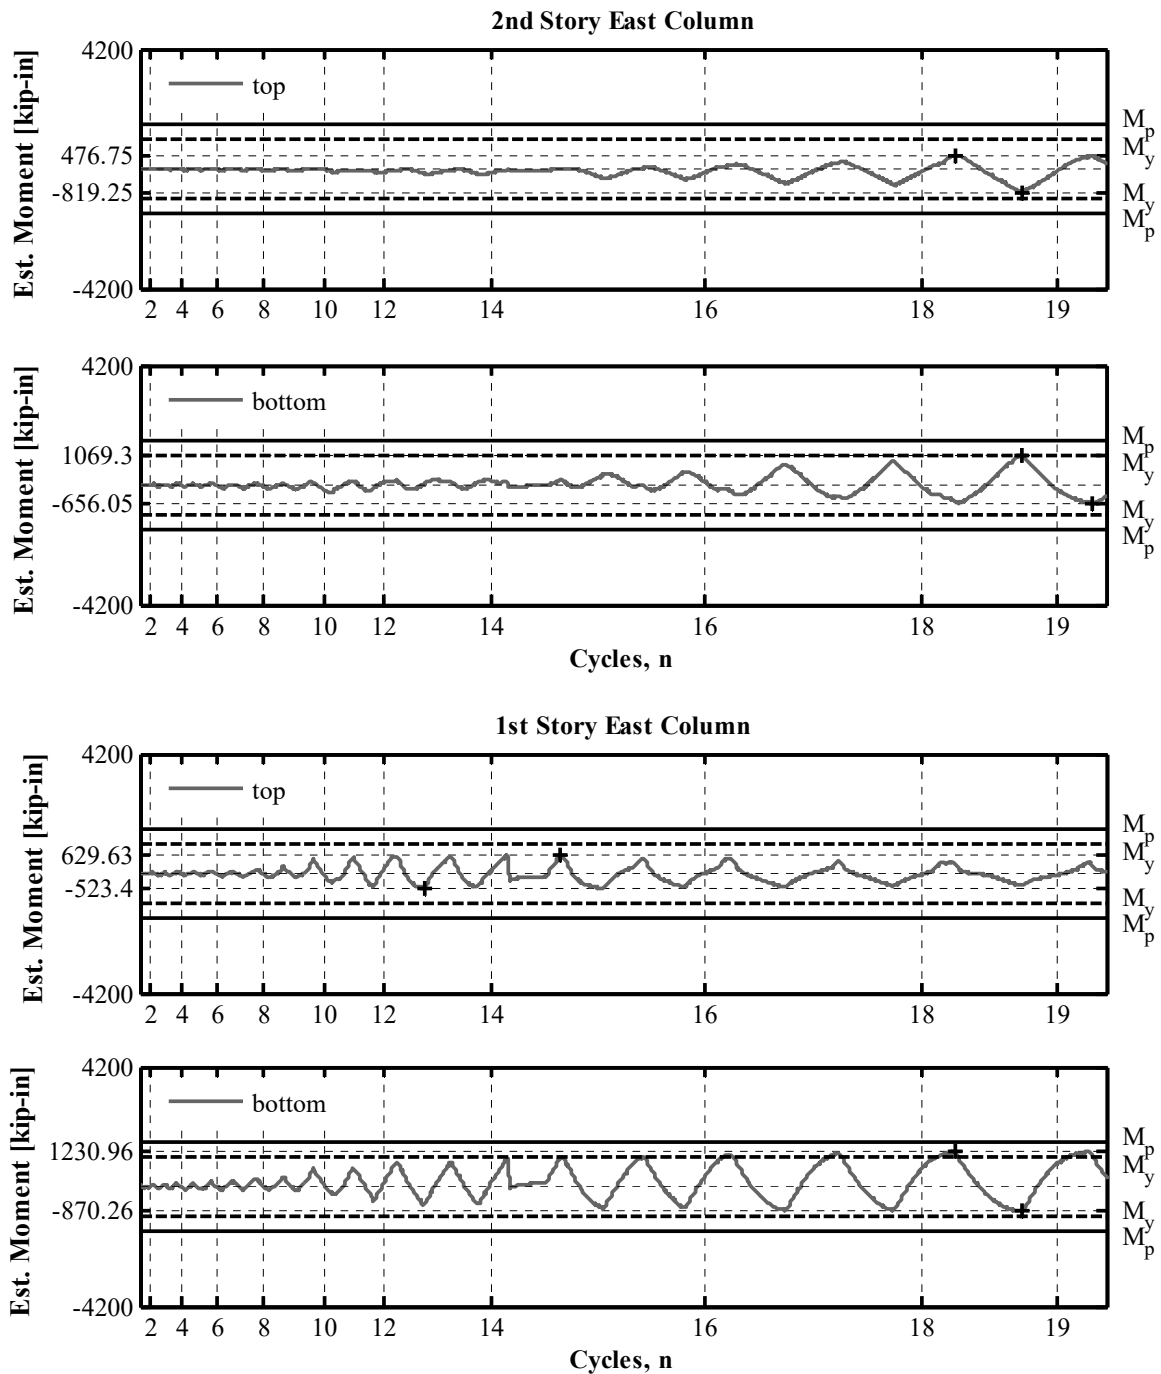 2nd Story East Column
Est. Moment [kip-in]
4200
476.75
-819.25
-4200
top
M_p
M_y
M_y
M_p
2 4 6 8 10 12 14 16 18 19
Est. Moment [kip-in]
4200
1069.3
-656.05
-4200
bottom
M_p
M_y
M_y
M_p
2 4 6 8 10 12 14 16 18 19
Cycles, n
1st Story East Column
Est. Moment [kip-in]
4200
629.63
-523.4
-4200
top
M_p
M_y
M_y
M_p
2 4 6 8 10 12 14 16 18 19
Est. Moment [kip-in]
4200
1230.96
-870.26
-4200
bottom
M_p
M_y
M_y
M_p
2 4 6 8 10 12 14 16 18 19
Cycles, n